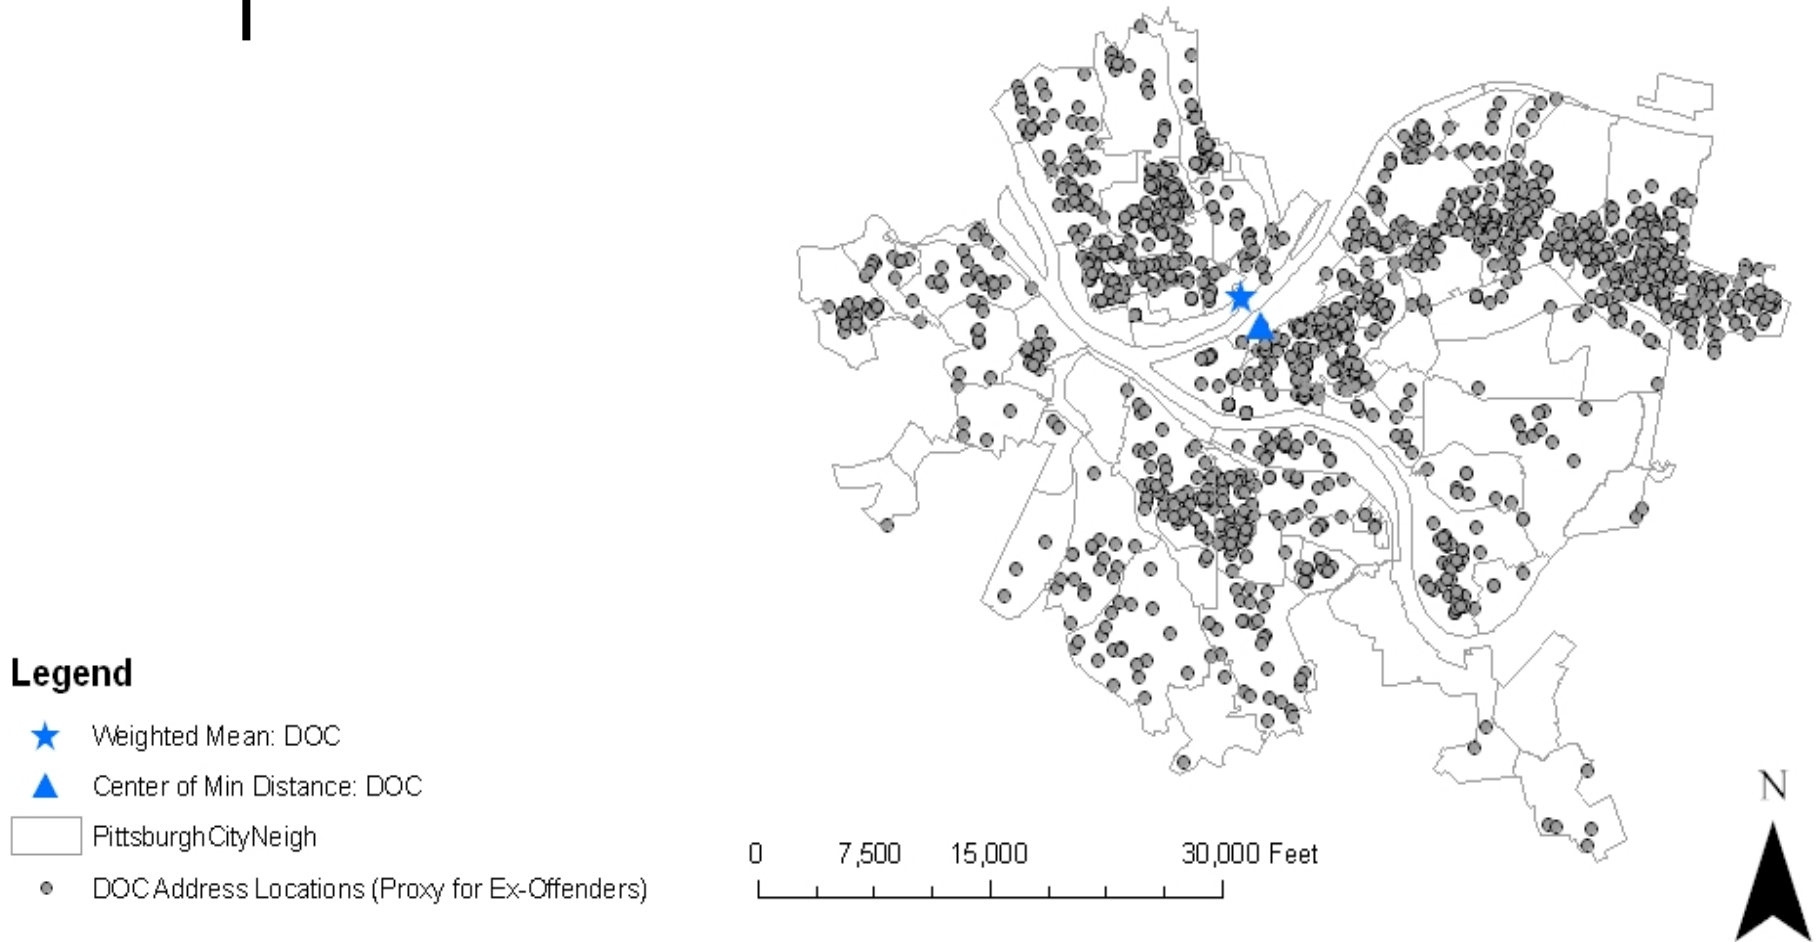 Legend
Weighted Mean: DOC
Center of Min Distance: DOC
PittsburghCityNeigh
DOC Address Locations (Proxy for Ex-Offenders)
0 7,500 15,000 30,000 Feet
N